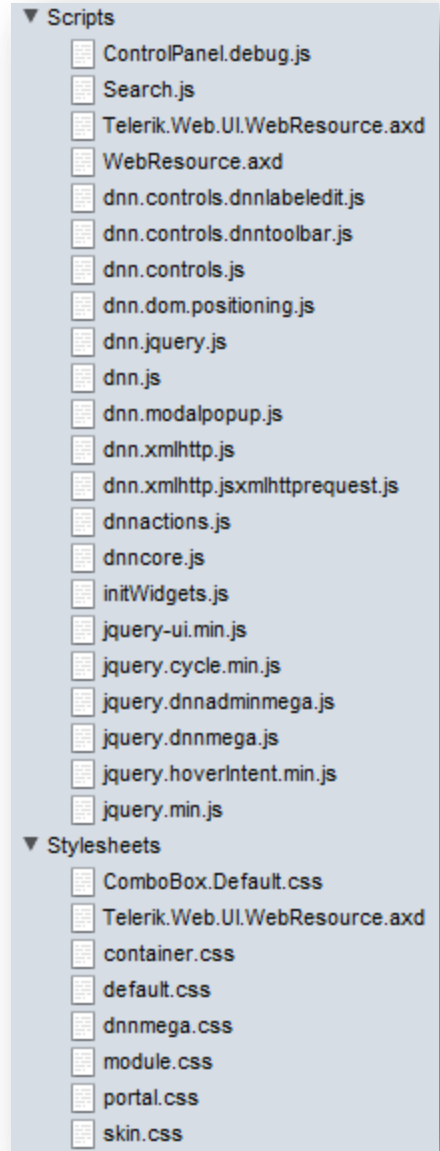 Scripts
ControlPanel.debug.js
Search.js
Telerik.Web.UI.WebResource.axd
WebResource.axd
dnn.controls.dnnlabeledit.js
dnn.controls.dnntoolbar.js
dnn.controls.js
dnn.dom.positioning.js
dnn.jquery.js
dnn.js
dnn.modalpopup.js
dnn.xmlhttp.js
dnn.xmlhttp.jsxmlhttprequest.js
dnnactions.js
dnncore.js
initWidgets.js
jquery-ui.min.js
jquery.cycle.min.js
jquery.dnnadminmega.js
jquery.dnnmega.js
jquery.hoverIntent.min.js
jquery.min.js
Stylesheets
ComboBox.Default.css
Telerik.Web.UI.WebResource.axd
container.css
default.css
dnnmega.css
module.css
portal.css
skin.css